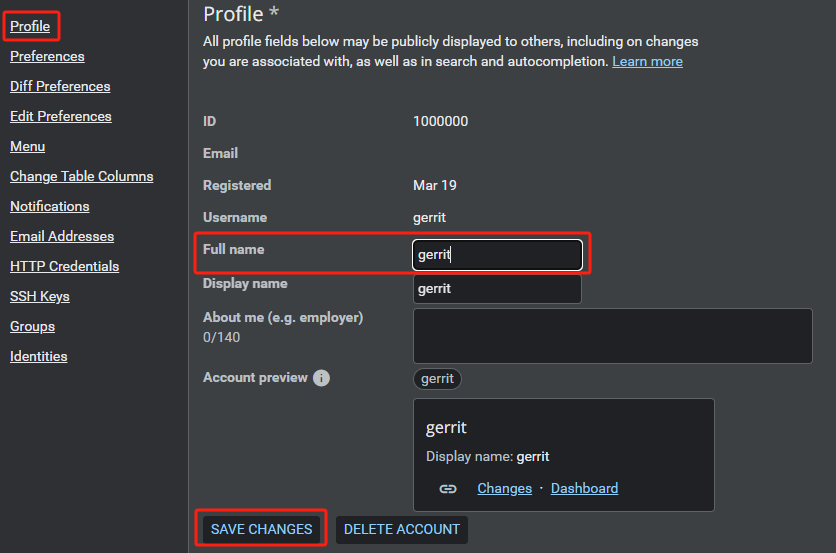 Profile
Preferences
Diff Preferences
Edit Preferences
Menu
Change Table Columns
Notifications
Email Addresses
HTTP Credentials
SSH Keys
Groups
Identities
Profile *
All profile fields below may be publicly displayed to others, including on changes
you are associated with, as well as in search and autocompletion. Learn more
ID 1000000
Email
Registered Mar 19
Username gerrit
Full name gerrit
Display name gerrit
About me (e.g. employer)
0/140
Account preview i gerrit
gerrit
Display name: gerrit
Changes · Dashboard
SAVE CHANGES DELETE ACCOUNT